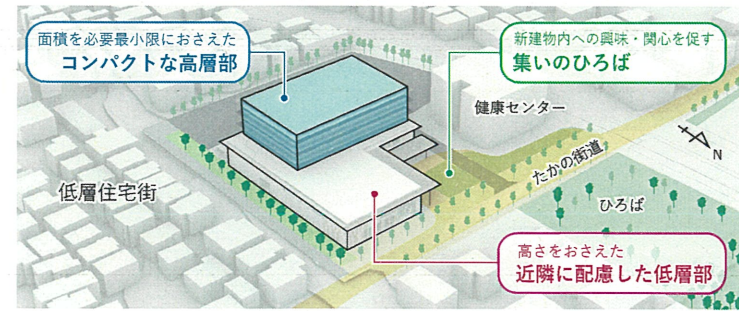 面積を必要最小限におさえた
コンパクトな高層部
新建物内への興味・関心を促す
集いのひろば
健康センター
たかの街道
N
低層住宅街
ひろば
高さをおさえた
近隣に配慮した低層部